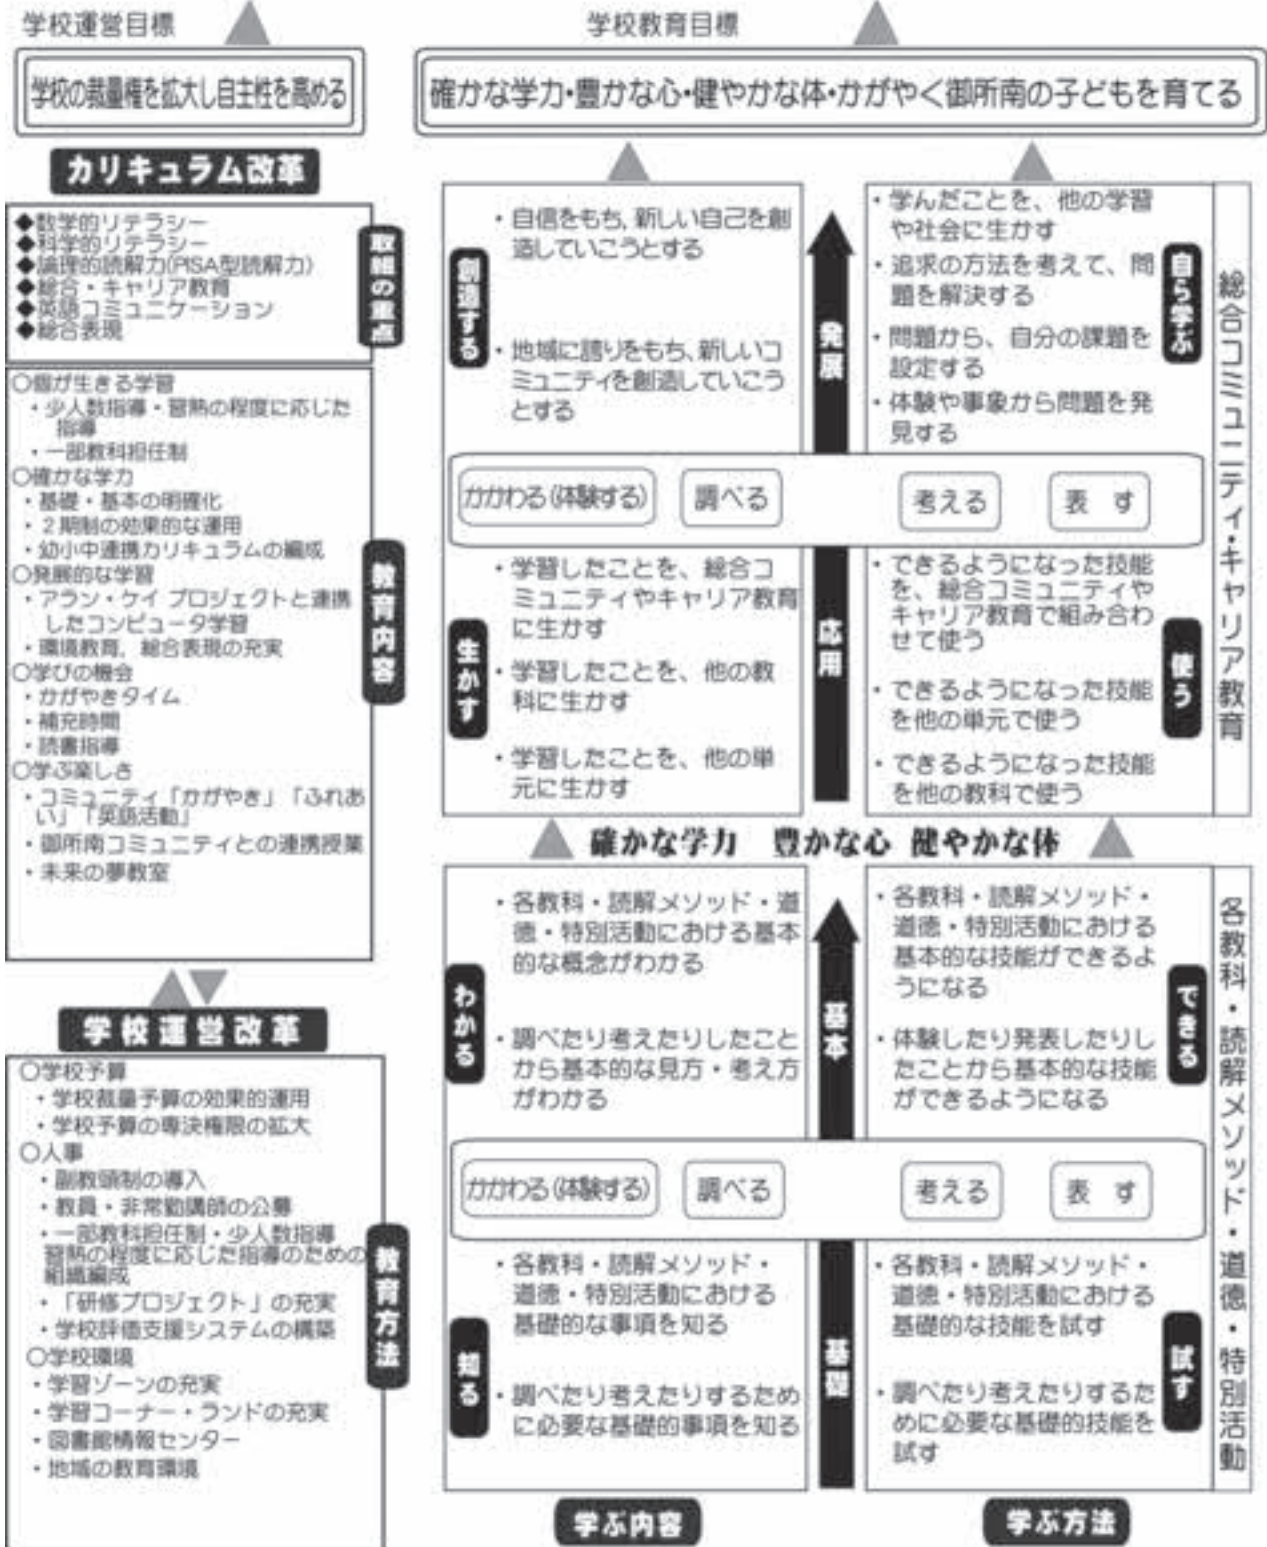 学校運営目標
学校の裁量権を拡大し自主性を高める
カリキュラム改革
◆数学的リテラシー
◆科学的リテラシー
◆論理的読解力(PISA型読解力)
◆総合・キャリア教育
◆英語コミュニケーション
◆総合表現
取組の重点
〇個が生きる学習
・少人数指導・習熟の程度に応じた
指導
・一部教科担任制
〇確かな学力
・基礎・基本の明確化
・2期制の効果的な運用
・幼小中連携カリキュラムの編成
〇発展的な学習
・アラン・ケイ プロジェクトと連携
したコンピュータ学習
・環境教育，総合表現の充実
〇学びの機会
・かがやきタイム
・補充時間
・読書指導
〇学ぶ楽しさ
・コミュニティ「かがやき」「ふれあ
い」「英語活動」
・御所南コミュニティとの連携授業
・未来の夢教室
教育内容
学校運営改革
〇学校予算
・学校裁量予算の効果的運用
・学校予算の専決権限の拡大
〇人事
・副教頭制の導入
・教員・非常勤講師の公募
・一部教科担任制・少人数指導
習熟の程度に応じた指導のための
組織編成
・「研修プロジェクト」の充実
・学校評価支援システムの構築
〇学校環境
・学習ゾーンの充実
・学習コーナー・ランドの充実
・図書館情報センター
・地域の教育環境
教育方法
学校教育目標
確かな学力・豊かな心・健やかな体・かがやく御所南の子どもを育てる
創造する
・自信をもち，新しい自己を創
造していこうとする
・地域に誇りをもち，新しいコ
ミュニティを創造していこう
とする
発展
・学んだことを、他の学習
や社会に生かす
・追求の方法を考えて、問
題を解決する
・問題から、自分の課題を
設定する
・体験や事象から問題を発
見する
自ら学ぶ
総合コミュニティ・キャリア教育
かかわる(体験する)
調べる
考える
表 す
生かす
・学習したことを、総合コ
ミュニティやキャリア教育
に生かす
・学習したことを、他の教
科に生かす
・学習したことを、他の単
元に生かす
応用
・できるようになった技能
を、総合コミュニティや
キャリア教育で組み合わ
せて使う
・できるようになった技能
を他の単元で使う
・できるようになった技能
を他の教科で使う
使う
確かな学力 豊かな心 健やかな体
わかる
・各教科・読解メソッド・道
徳・特別活動における基本
的な概念がわかる
・調べたり考えたりしたこと
から基本的な見方・考え方
がわかる
基本
・各教科・読解メソッド・
道徳・特別活動における
基本的な技能ができるよ
うになる
・体験したり発表したりし
たことから基本的な技能
ができるようになる
できる
各教科・読解メソッド・道徳・特別活動
かかわる(体験する)
調べる
考える
表 す
知る
・各教科・読解メソッド・
道徳・特別活動における
基礎的な事項を知る
・調べたり考えたりするため
に必要な基礎的事項を知る
基礎
・各教科・読解メソッド・
道徳・特別活動における
基礎的な技能を試す
・調べたり考えたりするた
めに必要な基礎的技能を
試す
試す
学ぶ内容
学ぶ方法